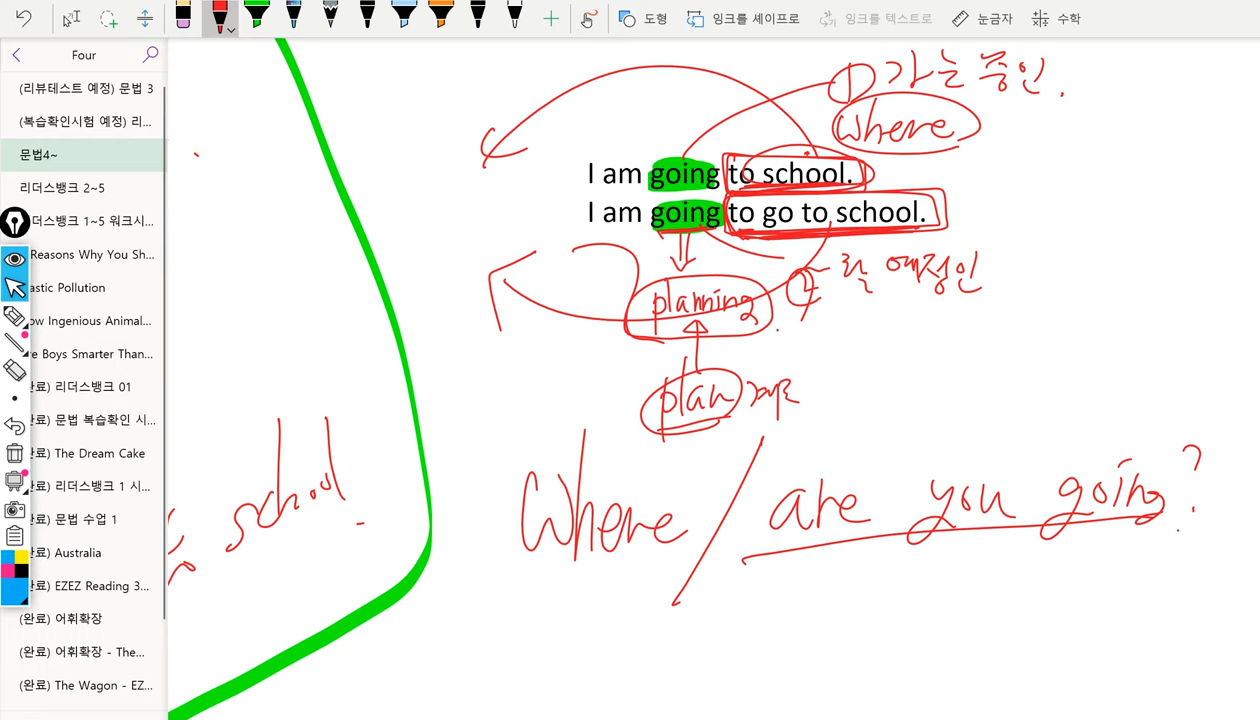 도형
잉크를 셰이프로
잉크를 텍스트로
눈금자
수학
Four
(리뷰테스트 예정) 문법 3
(복습확인시험 예정) 리...
문법4~
리더스뱅크 2~5
더스뱅크 1~5 워크시...
Reasons Why You Sh...
astic Pollution
ow Ingenious Animal...
re Boys Smarter Than...
료) 리더스뱅크 01
료) 문법 복습확인 시...
료) The Dream Cake
료) 리더스뱅크 1 시...
료) 문법 수업 1
료) Australia
(완료) EZEZ Reading 3...
(완료) 어휘확장
(완료) 어휘확장 - The...
(완료) The Wagon - EZ...
① 가는 중인.
where
I am going to school.
I am going to go to school.
② ~할 예정인
planning
plan
school.
Where / are you going?